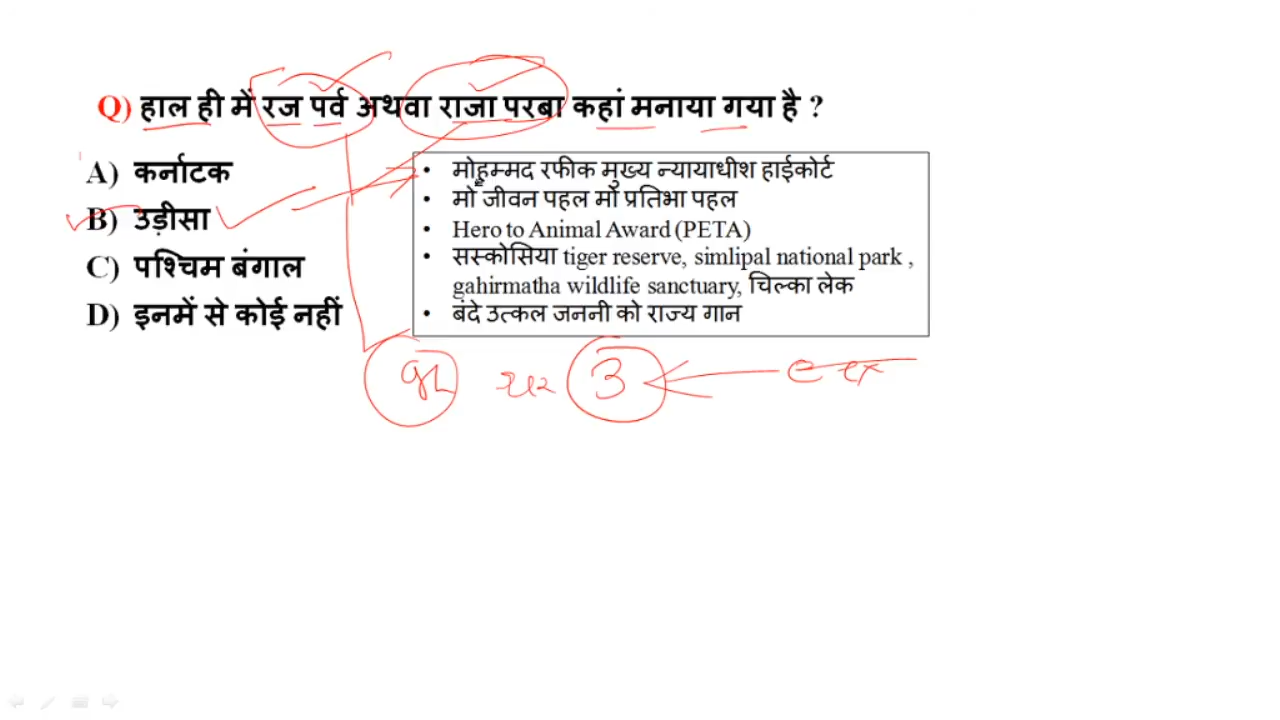 Q) हाल ही में रज पर्व अथवा राजा परबा कहां मनाया गया है ?
A) कर्नाटक
B) उड़ीसा
C) पश्चिम बंगाल
D) इनमें से कोई नहीं
• मोहुम्मद रफीक मुख्य न्यायाधीश हाईकोर्ट
• मो जीवन पहल मो प्रतिभा पहल
• Hero to Animal Award (PETA)
• सस्कोसिया tiger reserve, simlipal national park ,
gahirmatha wildlife sanctuary, चिल्का लेक
• बंदे उत्कल जननी को राज्य गान
3